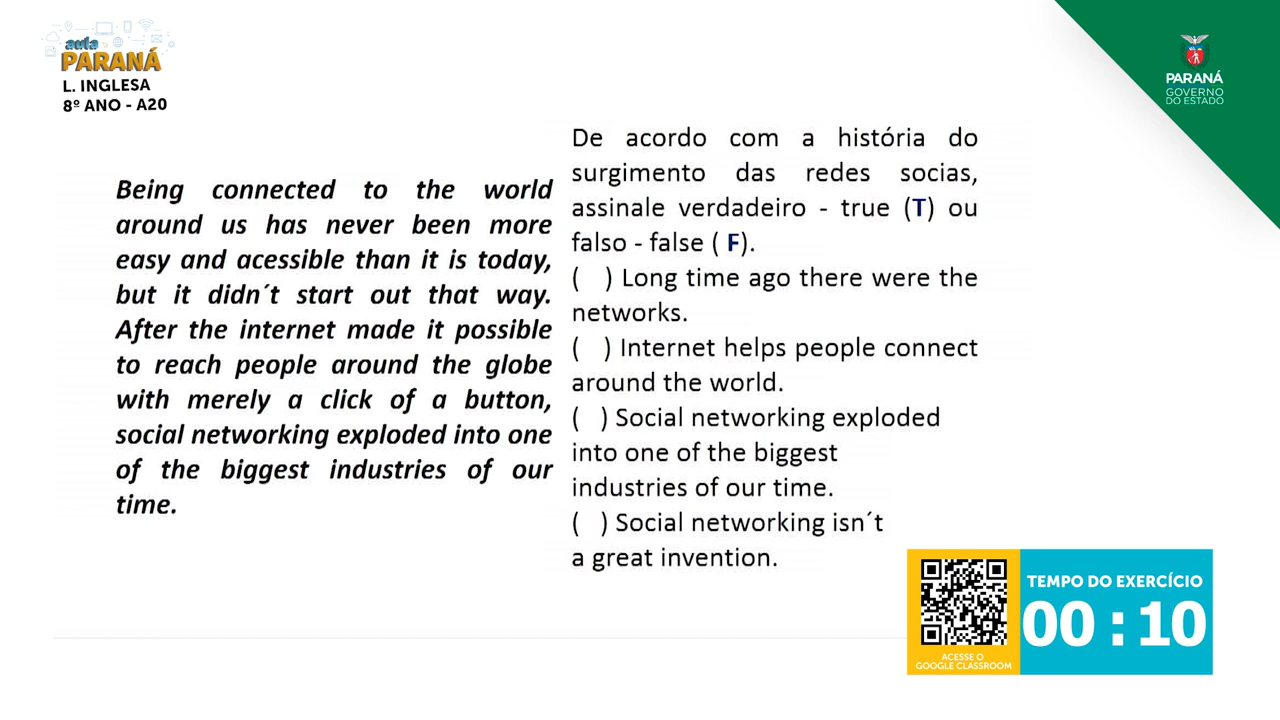 aula
PARANÁ
L. INGLESA
8º ANO - A20
PARANÁ
GOVERNO
DO ESTADO
Being connected to the world
around us has never been more
easy and acessible than it is today,
but it didn´t start out that way.
After the internet made it possible
to reach people around the globe
with merely a click of a button,
social networking exploded into one
of the biggest industries of our
time.
De acordo com a história do
surgimento das redes socias,
assinale verdadeiro - true (T) ou
falso - false ( F).
( ) Long time ago there were the
networks.
( ) Internet helps people connect
around the world.
( ) Social networking exploded
into one of the biggest
industries of our time.
( ) Social networking isn´t
a great invention.
ACESSE O
GOOGLE CLASSROOM
TEMPO DO EXERCÍCIO
00 : 10